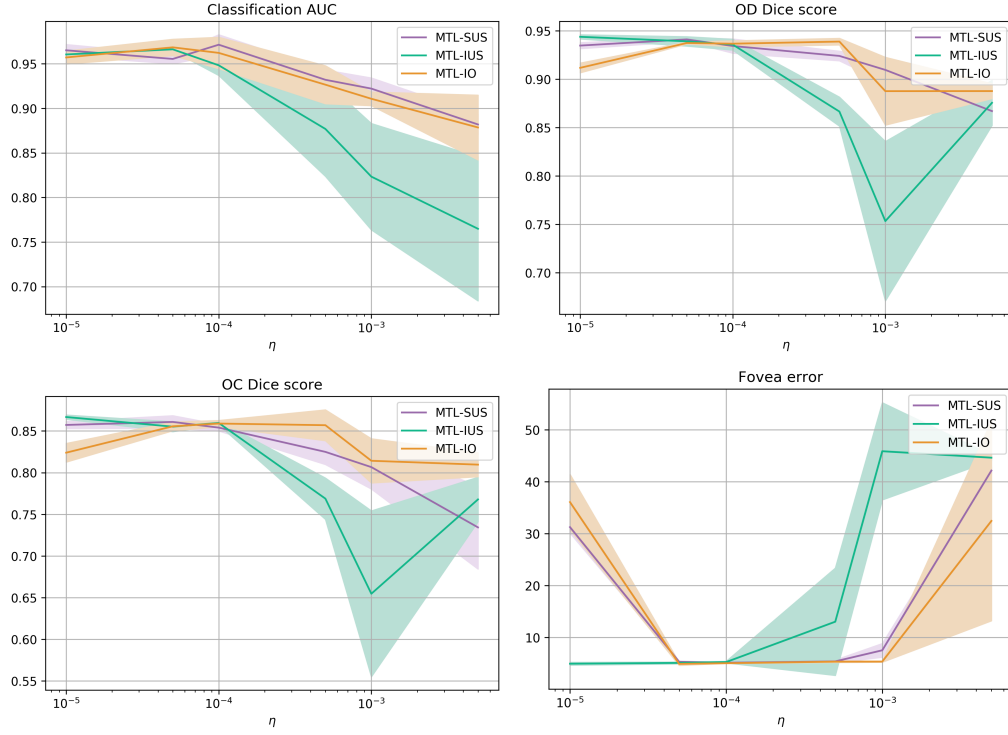 Classification AUC
MTL-SUS
MTL-IUS
MTL-IO
0.95
0.90
0.85
0.80
0.75
0.70
10⁻⁵
10⁻⁴
10⁻³
η
OD Dice score
MTL-SUS
MTL-IUS
MTL-IO
0.95
0.90
0.85
0.80
0.75
0.70
10⁻⁵
10⁻⁴
10⁻³
η
OC Dice score
MTL-SUS
MTL-IUS
MTL-IO
0.85
0.80
0.75
0.70
0.65
0.60
0.55
10⁻⁵
10⁻⁴
10⁻³
η
Fovea error
MTL-SUS
MTL-IUS
MTL-IO
50
40
30
20
10
10⁻⁵
10⁻⁴
10⁻³
η